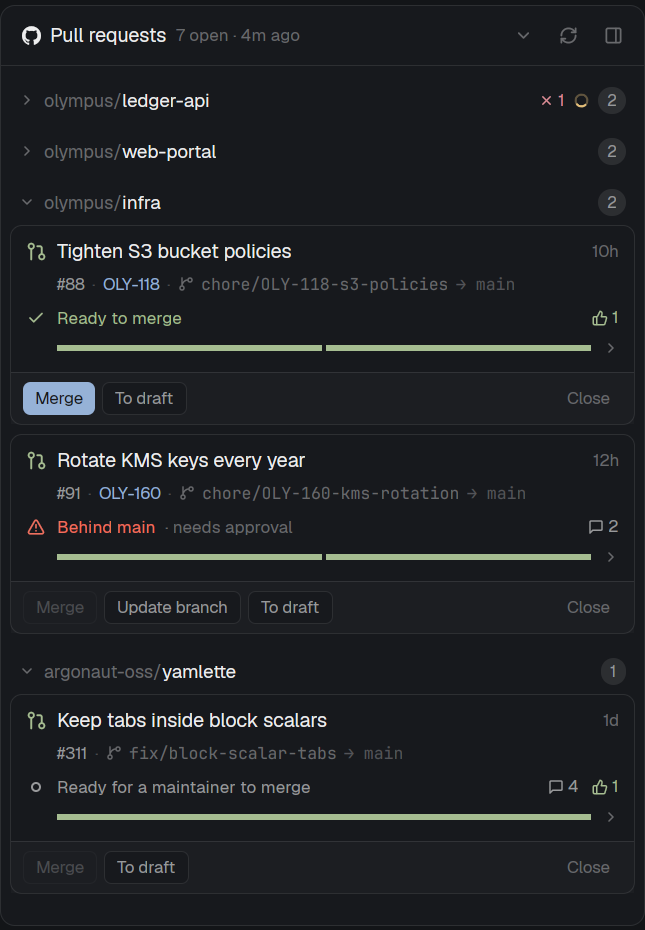 Pull requests 7 open · 4m ago
olympus/ledger-api × 1 2
olympus/web-portal 2
olympus/infra 2
Tighten S3 bucket policies 10h
#88 · OLY-118 · chore/OLY-118-s3-policies → main
Ready to merge 1
Merge To draft Close
Rotate KMS keys every year 12h
#91 · OLY-160 · chore/OLY-160-kms-rotation → main
Behind main · needs approval 2
Merge Update branch To draft Close
argonaut-oss/yamlette 1
Keep tabs inside block scalars 1d
#311 · fix/block-scalar-tabs → main
Ready for a maintainer to merge 4 1
Merge To draft Close